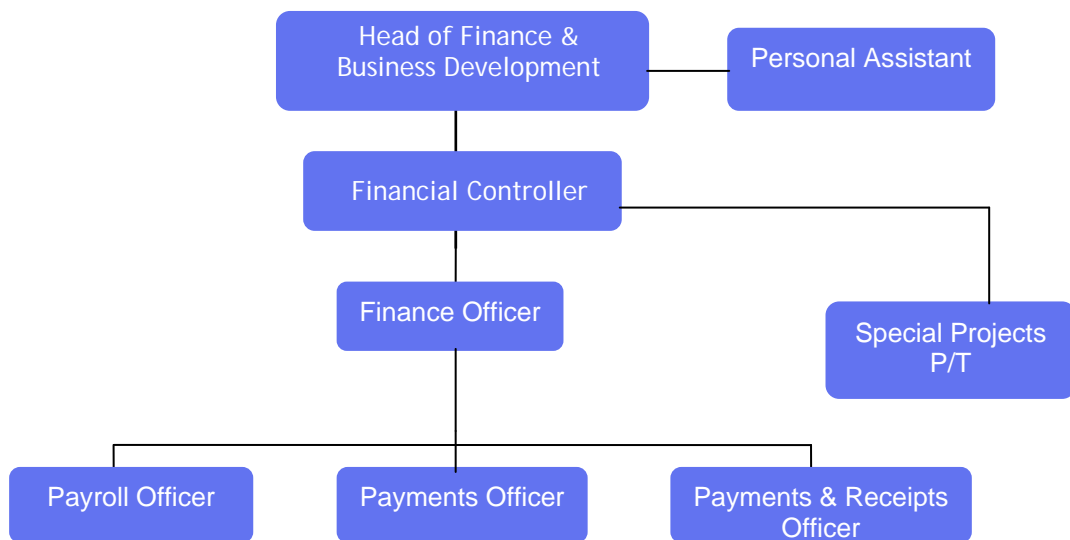 Head of Finance &
Business Development
Personal Assistant
Financial Controller
Finance Officer
Special Projects
P/T
Payroll Officer
Payments Officer
Payments & Receipts
Officer